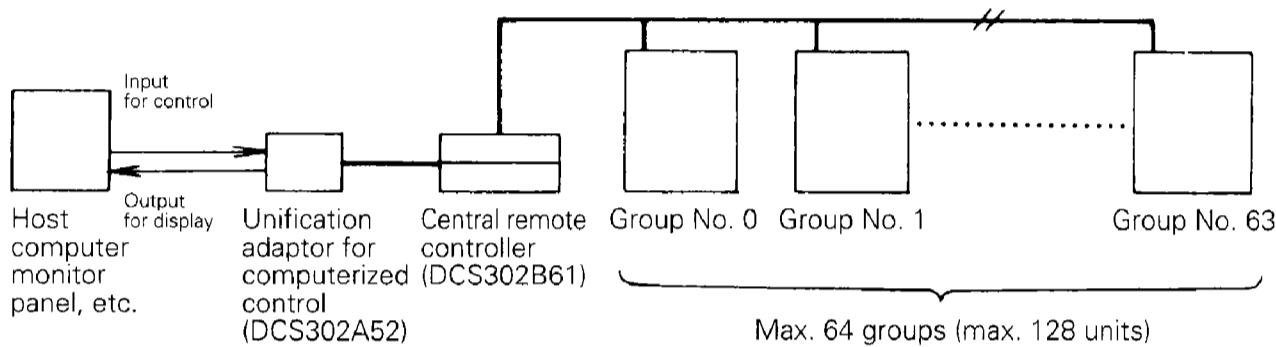 Input
for control
Output
for display
Host
computer
monitor
panel, etc.
Unification
adaptor for
computerized
control
(DCS302A52)
Central remote
controller
(DCS302B61)
Group No. 0
Group No. 1
Group No. 63
Max. 64 groups (max. 128 units)